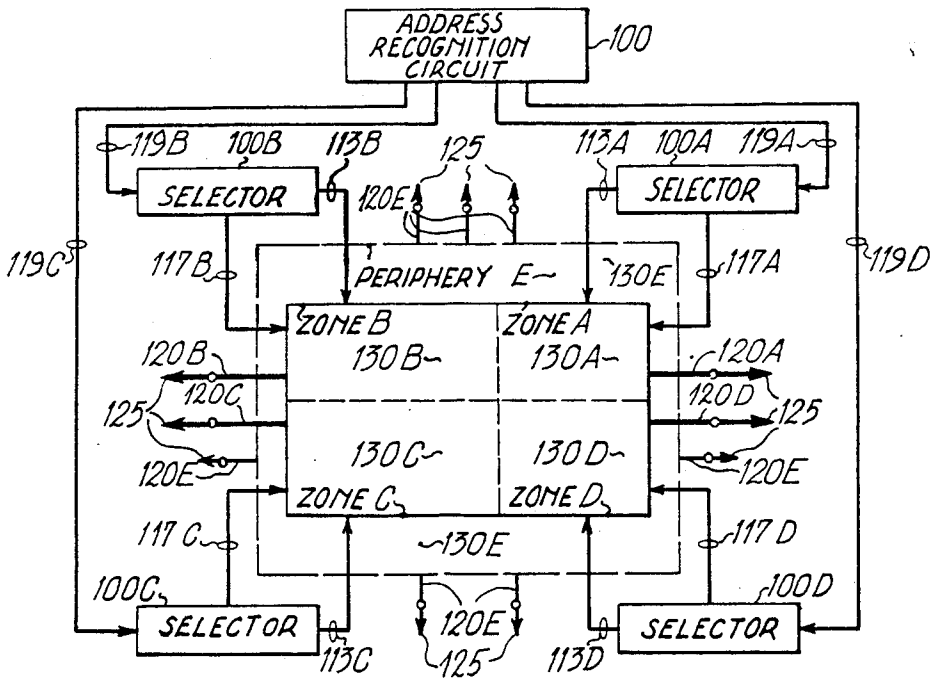 ADDRESS
RECOGNITION
CIRCUIT
100
119B
100B
113B
125
113A
100A
119A
SELECTOR
SELECTOR
120E
119C
117B
PERIPHERY E
130E
117A
119D
ZONE B
ZONE A
130B
130A
120B
120A
120C
120D
125
125
130C
130D
120E
120E
ZONE C
ZONE D
117C
130E
117D
100C
100D
SELECTOR
120E
SELECTOR
113C
125
113D